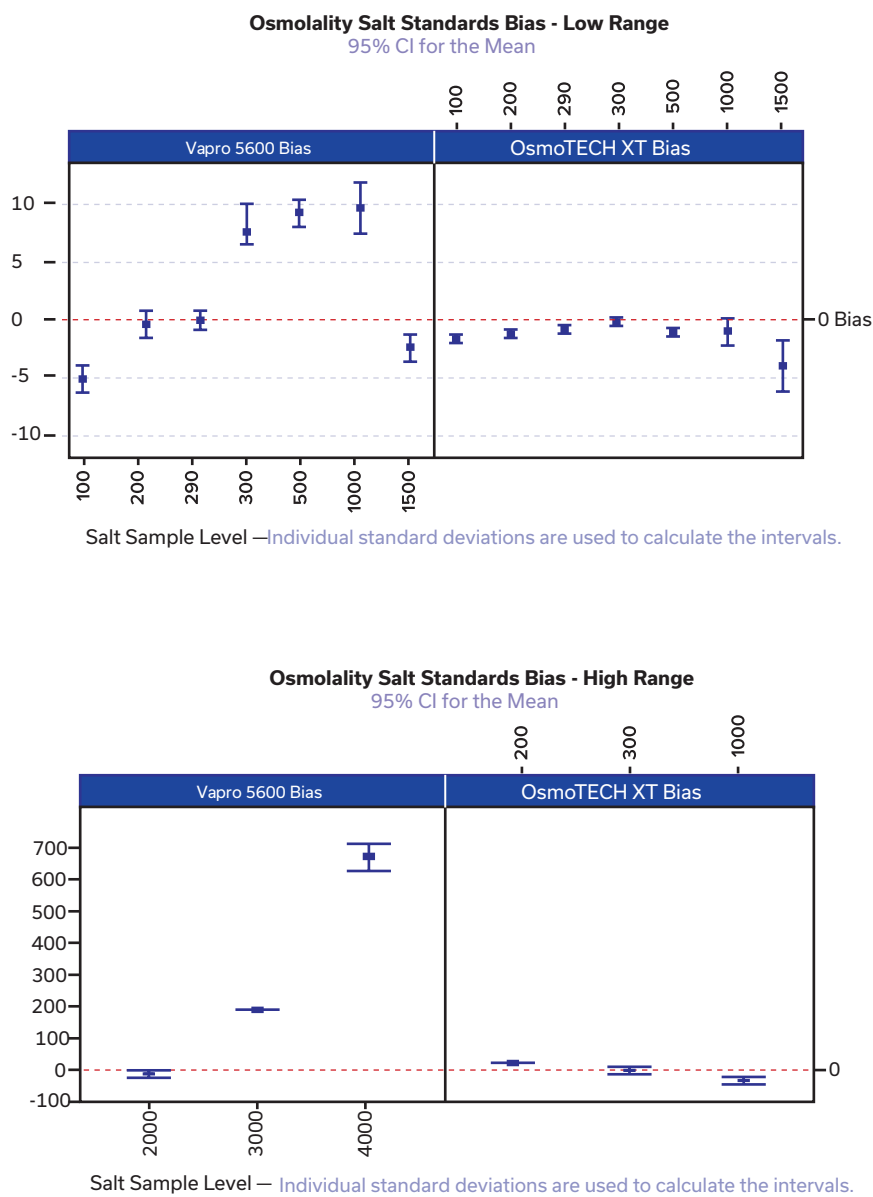 Osmolality Salt Standards Bias - Low Range
95% CI for the Mean
100 200 290 300 500 1000 1500
Vapro 5600 Bias OsmoTECH XT Bias
10
5
0 0 Bias
-5
-10
100 200 290 300 500 1000 1500
Salt Sample Level —Individual standard deviations are used to calculate the intervals.
Osmolality Salt Standards Bias - High Range
95% CI for the Mean
200 300 1000
Vapro 5600 Bias OsmoTECH XT Bias
700
600
500
400
300
200
100
0 0
-100
2000 3000 4000
Salt Sample Level — Individual standard deviations are used to calculate the intervals.